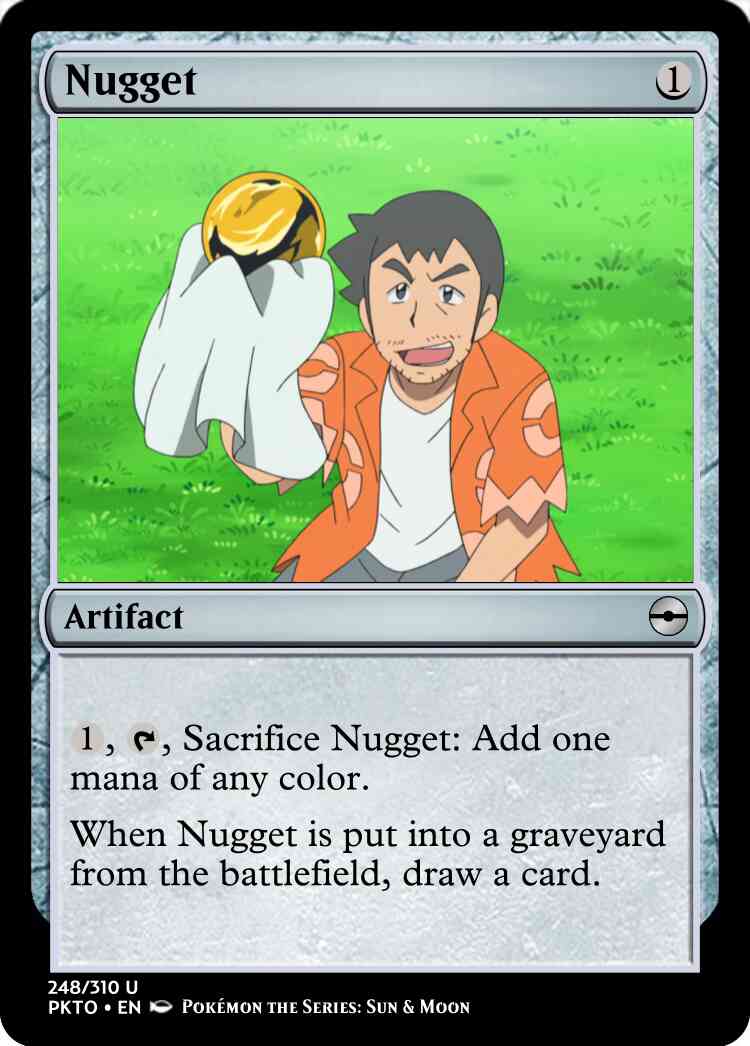 Nugget 1
Artifact
1, , Sacrifice Nugget: Add one
mana of any color.
When Nugget is put into a graveyard
from the battlefield, draw a card.
248/310 U
PKTO • EN Pokémon the Series: Sun & Moon